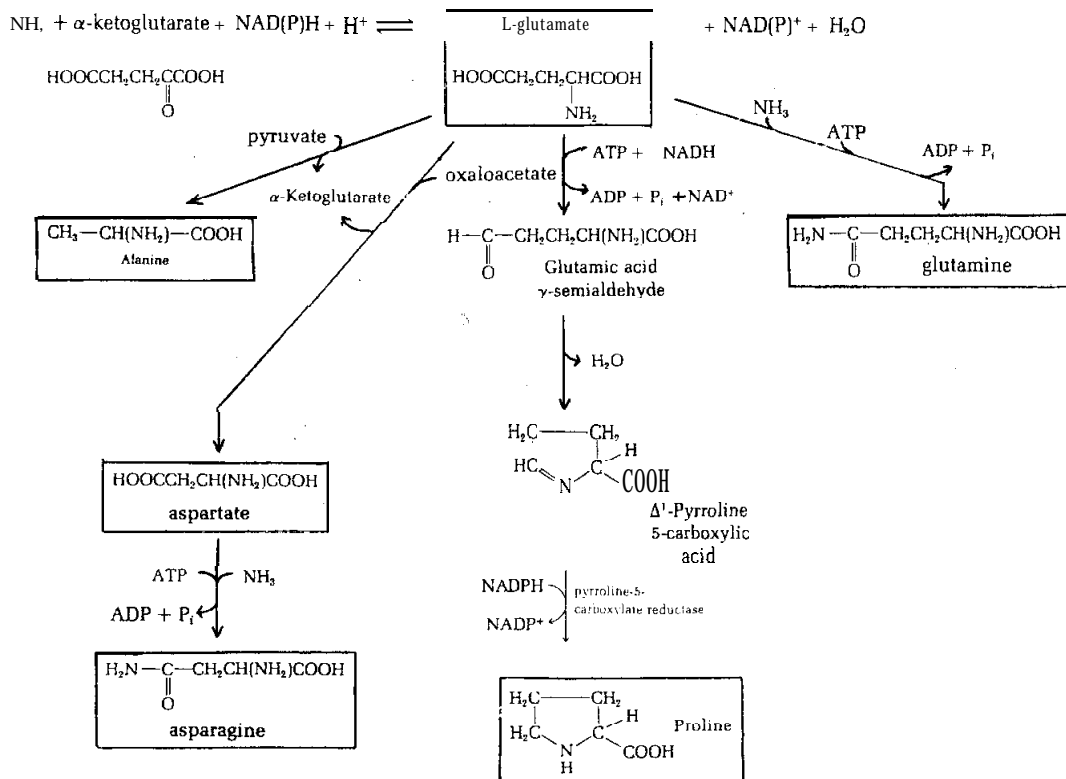 NH, + α-ketoglutarate + NAD(P)H + H⁺ ⇌ L-glutamate + NAD(P)⁺ + H₂O
HOOCCH₂CH₂CCOOH
O
HOOCCH₂CH₂CHCOOH
NH₂
pyruvate
α-Ketoglutarate
oxaloacetate
ATP + NADH
ADP + Pᵢ + NAD⁺
NH₃
ATP
ADP + Pᵢ
CH₃—CH(NH₂)—COOH
Alanine
H—C—CH₂CH₂CH(NH₂)COOH
O
Glutamic acid
γ-semialdehyde
H₂N—C—CH₂CH₂CH(NH₂)COOH
O
glutamine
H₂O
H₂C CH₂
H
HC N C COOH
Δ¹-Pyrroline
5-carboxylic
acid
HOOCCH₂CH(NH₂)COOH
aspartate
ATP NH₃
ADP + Pᵢ
NADPH
NADP⁺
pyrroline-5-
carboxylate reductase
H₂N—C—CH₂CH(NH₂)COOH
O
asparagine
H₂C CH₂
H
H₂C C
N COOH
H
Proline